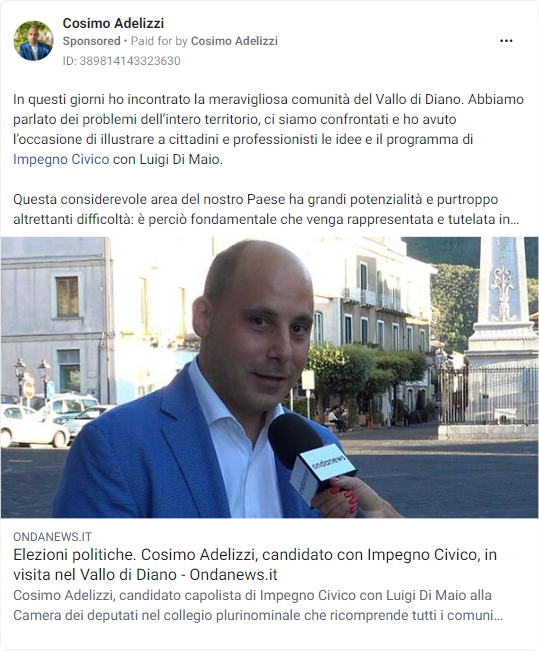 Cosimo Adelizzi
Sponsored • Paid for by Cosimo Adelizzi
ID: 389814143323630
In questi giorni ho incontrato la meravigliosa comunità del Vallo di Diano. Abbiamo
parlato dei problemi dell'intero territorio, ci siamo confrontati e ho avuto
l'occasione di illustrare a cittadini e professionisti le idee e il programma di
Impegno Civico con Luigi Di Maio.
Questa considerevole area del nostro Paese ha grandi potenzialità e purtroppo
altrettanti difficoltà: è perciò fondamentale che venga rappresentata e tutelata in...
ondanews
ONDANEWS.IT
Elezioni politiche. Cosimo Adelizzi, candidato con Impegno Civico, in
visita nel Vallo di Diano - Ondanews.it
Cosimo Adelizzi, candidato capolista di Impegno Civico con Luigi Di Maio alla
Camera dei deputati nel collegio plurinominale che ricomprende tutti i comuni...